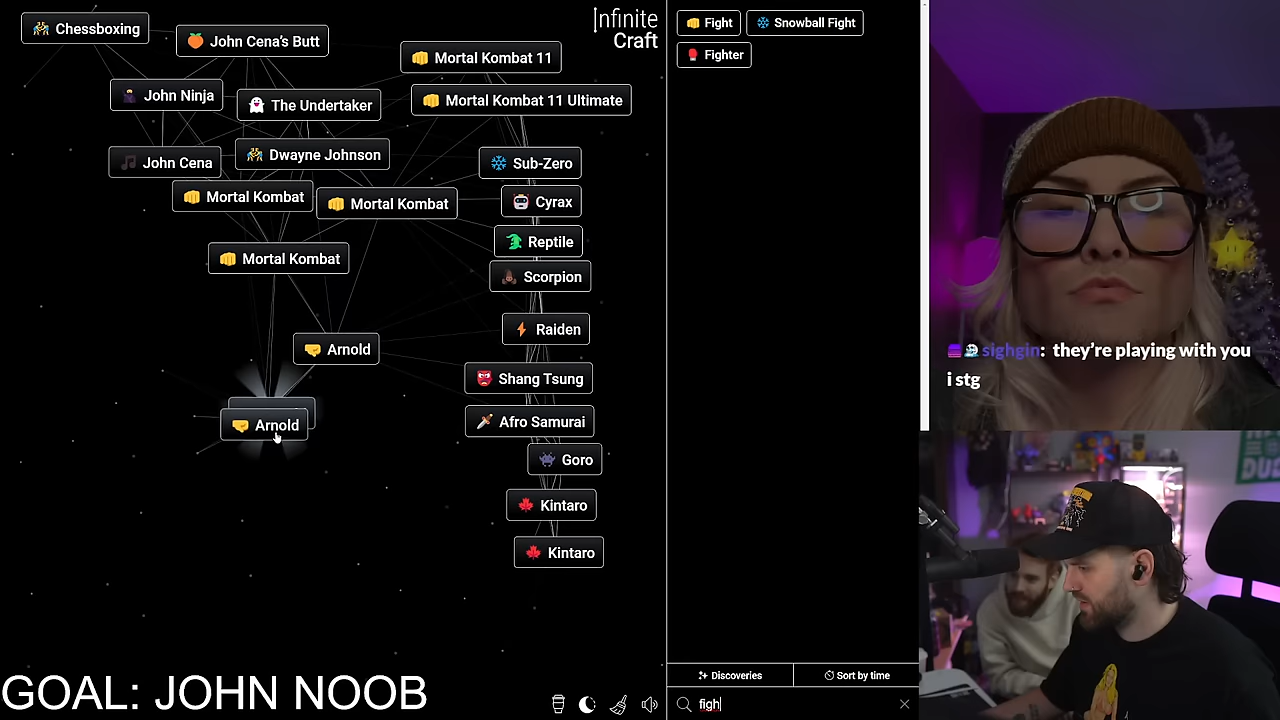 Chessboxing
John Cena's Butt
Mortal Kombat 11
John Ninja
The Undertaker
Mortal Kombat 11 Ultimate
John Cena
Dwayne Johnson
Sub-Zero
Mortal Kombat
Mortal Kombat
Cyrax
Reptile
Mortal Kombat
Scorpion
Raiden
Arnold
Shang Tsung
Arnold
Afro Samurai
Goro
Kintaro
Kintaro
Infinite
Craft
GOAL: JOHN NOOB
Fight
Snowball Fight
Fighter
Discoveries
Sort by time
figh
sighgin: they're playing with you
i stg